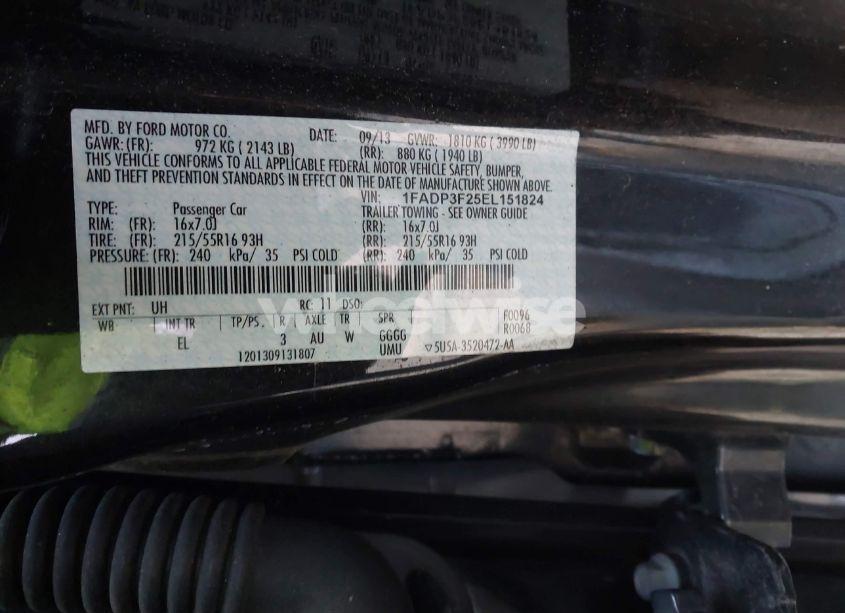 MFD. BY FORD MOTOR CO. DATE: 09/13 GVWR: 1810 KG ( 3990 LB)
GAWR: (FR): 972 KG ( 2143 LB) (RR): 880 KG ( 1940 LB)
THIS VEHICLE CONFORMS TO ALL APPLICABLE FEDERAL MOTOR VEHICLE SAFETY, BUMPER,
AND THEFT PREVENTION STANDARDS IN EFFECT ON THE DATE OF MANUFACTURE SHOWN ABOVE.
VIN: 1FADP3F25EL151824
TYPE: Passenger Car TRAILER TOWING - SEE OWNER GUIDE
RIM: (FR): 16x7.0J (RR): 16x7.0J
TIRE: (FR): 215/55R16 93H (RR): 215/55R16 93H
PRESSURE: (FR): 240 kPa/ 35 PSI COLD (RR): 240 kPa/ 35 PSI COLD
EXT PNT: UH RC: 11 DSO: F0096
WB INT TR TP/PS R AXLE TR SPR R0068
EL 3 AU W GGGG
1201309131807 UMU ▽5U5A-3520472-AA
wheelwise